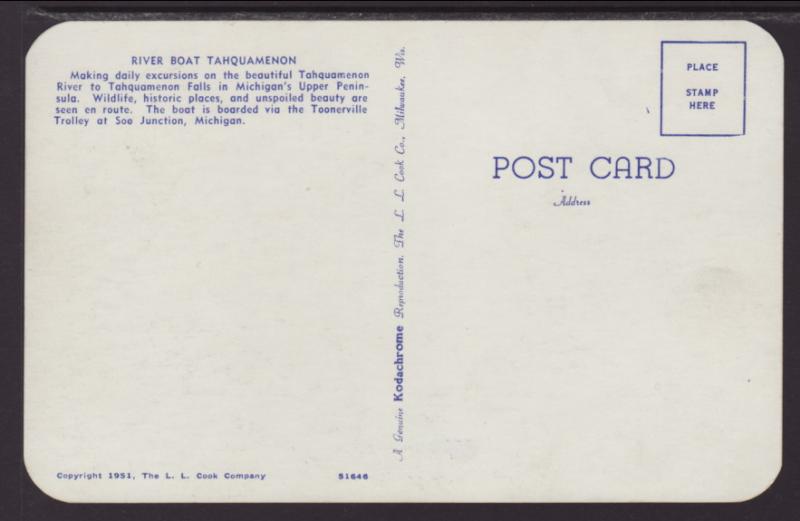 RIVER BOAT TAHQUAMENON
Making daily excursions on the beautiful Tahquamenon
River to Tahquamenon Falls in Michigan's Upper Penin-
sula. Wildlife, historic places, and unspoiled beauty are
seen en route. The boat is boarded via the Toonerville
Trolley at Soo Junction, Michigan.
Copyright 1951, The L. L. Cook Company 51646
A Genuine Kodachrome Reproduction. The L. L. Cook Co., Milwaukee, Wis.
PLACE
STAMP
HERE
POST CARD
Address